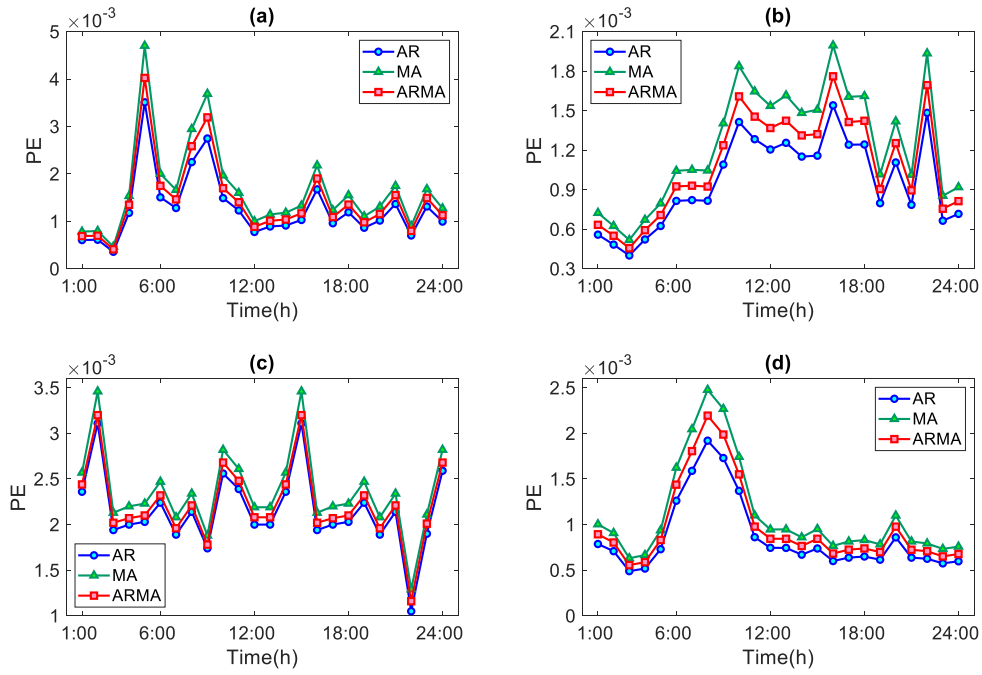 (a)
×10-3
PE
5
4
3
2
1
0
AR
MA
ARMA
1:00 6:00 12:00 18:00 24:00
Time(h)
(b)
×10-3
PE
2.1
1.8
1.5
1.2
0.9
0.6
0.3
AR
MA
ARMA
1:00 6:00 12:00 18:00 24:00
Time(h)
(c)
×10-3
PE
3.5
3
2.5
2
1.5
1
AR
MA
ARMA
1:00 6:00 12:00 18:00 24:00
Time(h)
(d)
×10-3
PE
2.5
2
1.5
1
0.5
0
AR
MA
ARMA
1:00 6:00 12:00 18:00 24:00
Time(h)